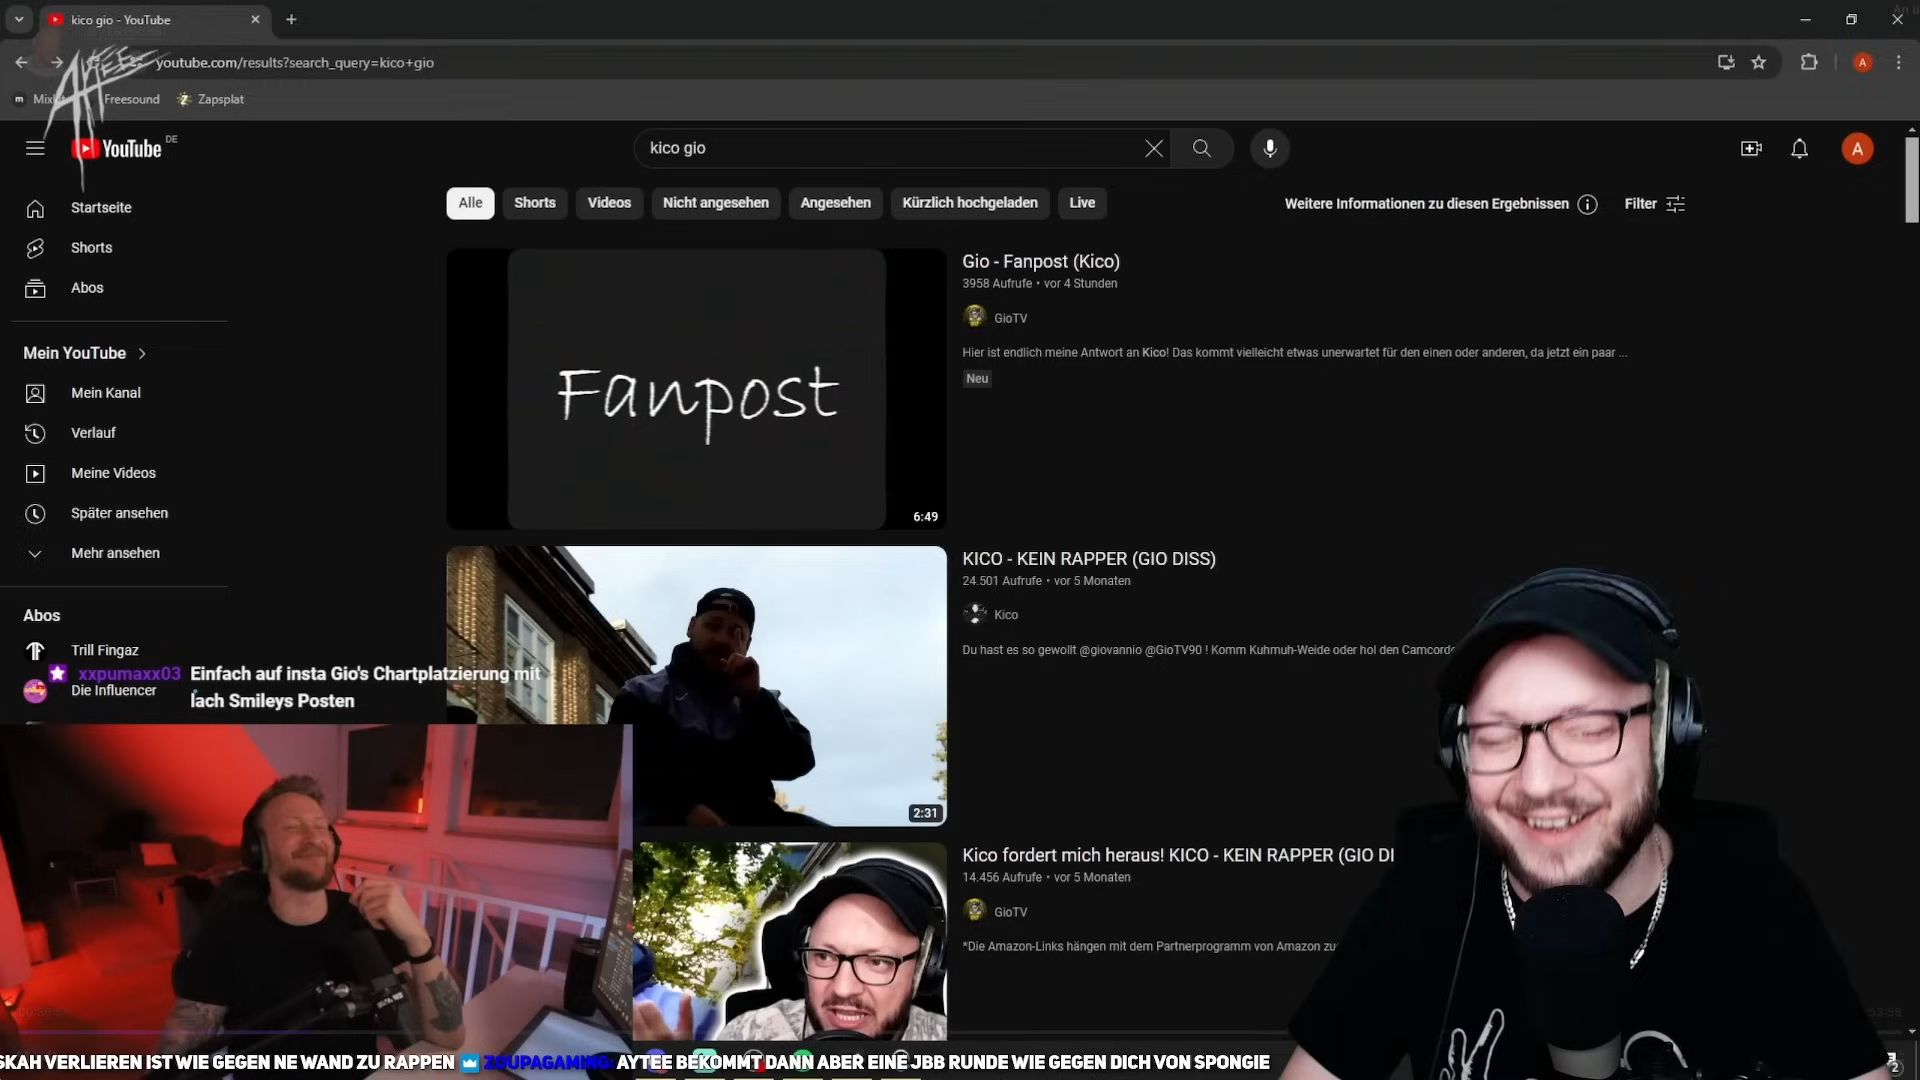 kico gio - YouTube
youtube.com/results?search_query=kico+gio
Freesound
Zapsplat
AYTEE
YouTube DE
kico gio
A
A
Startseite
Shorts
Abos
Mein YouTube
Mein Kanal
Verlauf
Meine Videos
Später ansehen
Mehr ansehen
Abos
Trill Fingaz
Die Influencer
Alle
Shorts
Videos
Nicht angesehen
Angesehen
Kürzlich hochgeladen
Live
Weitere Informationen zu diesen Ergebnissen
Filter
Fanpost
6:49
Gio - Fanpost (Kico)
3958 Aufrufe • vor 4 Stunden
GioTV
Hier ist endlich meine Antwort an Kico! Das kommt vielleicht etwas unerwartet für den einen oder anderen, da jetzt ein paar ...
Neu
2:31
KICO - KEIN RAPPER (GIO DISS)
24.501 Aufrufe • vor 5 Monaten
Kico
Du hast es so gewollt @giovannio @GioTV90 ! Komm Kuhmuh-Weide oder hol den Camcorde
Kico fordert mich heraus! KICO - KEIN RAPPER (GIO DI
14.456 Aufrufe • vor 5 Monaten
GioTV
*Die Amazon-Links hängen mit dem Partnerprogramm von Amazon zu
xxpumaxx03 Einfach auf insta Gio's Chartplatzierung mit
lach Smileys Posten
SKAH VERLIEREN IST WIE GEGEN NE WAND ZU RAPPEN ZOUPAGAMING: AYTEE BEKOMMT DANN ABER EINE JBB RUNDE WIE GEGEN DICH VON SPONGIE